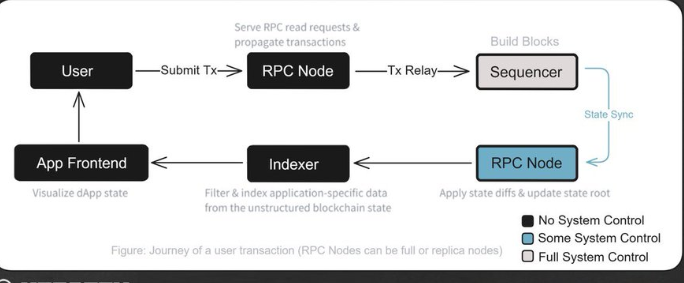 Serve RPC read requests &
propagate transactions
Build Blocks
User
Submit Tx
RPC Node
Tx Relay
Sequencer
State Sync
App Frontend
Indexer
RPC Node
Visualize dApp state
Filter & index application-specific data
from the unstructured blockchain state
Apply state diffs & update state root
No System Control
Some System Control
Full System Control
Figure: Journey of a user transaction (RPC Nodes can be full or replica nodes)